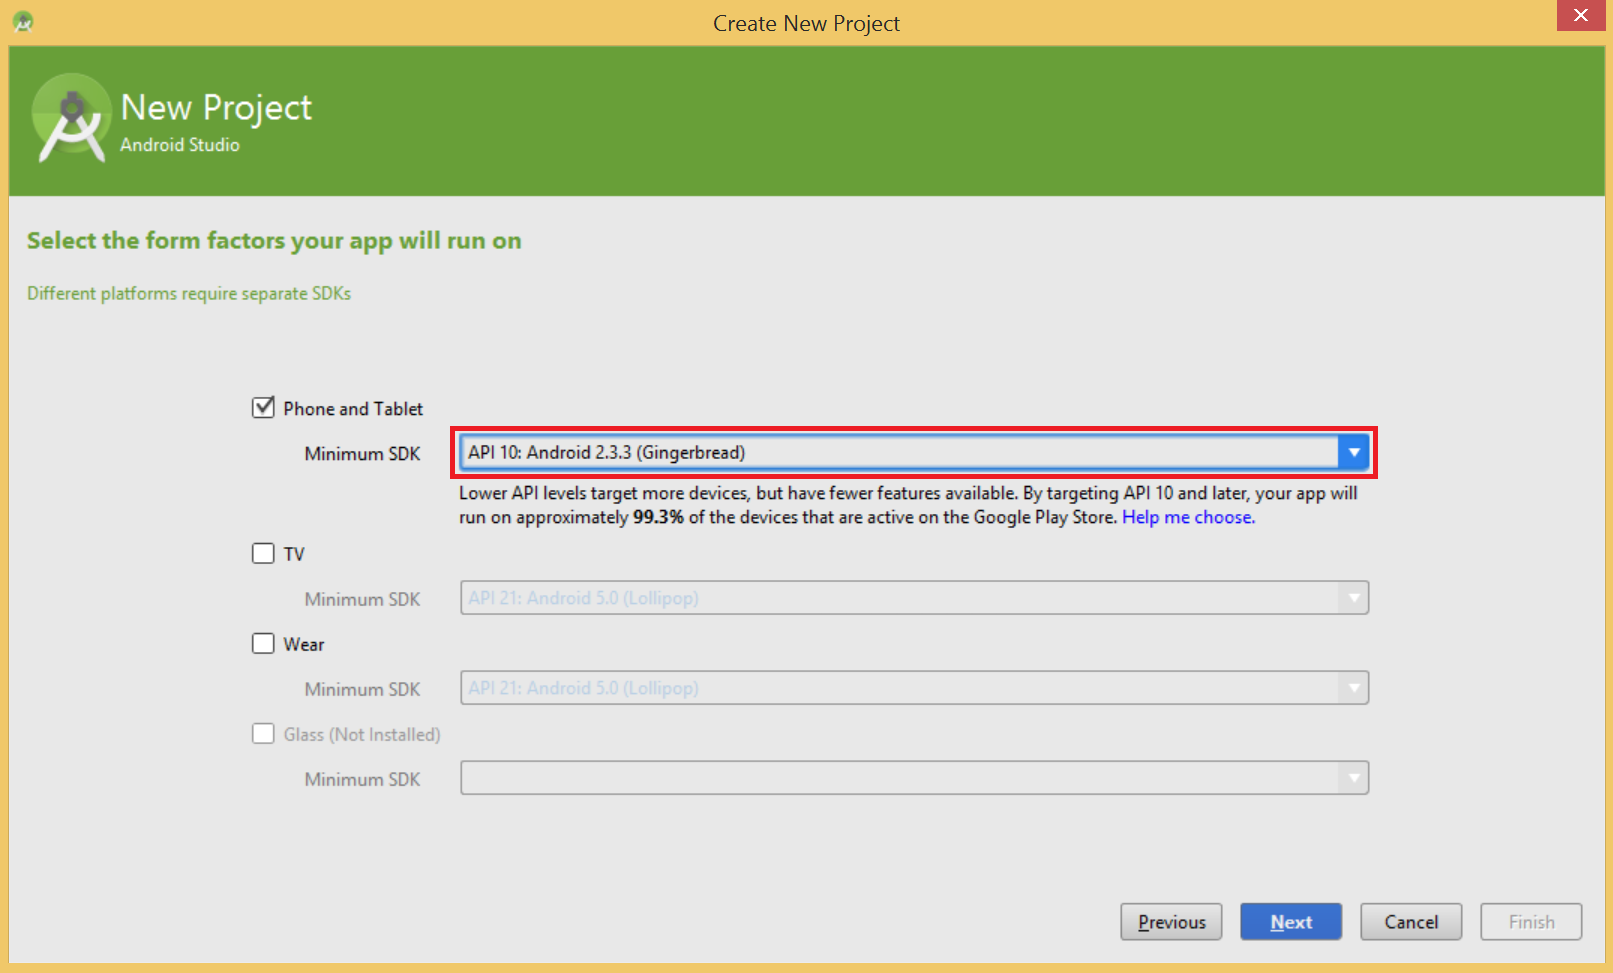 Create New Project
New Project
Android Studio
Select the form factors your app will run on
Different platforms require separate SDKs
Phone and Tablet
Minimum SDK
API 10: Android 2.3.3 (Gingerbread)
Lower API levels target more devices, but have fewer features available. By targeting API 10 and later, your app will
run on approximately 99.3% of the devices that are active on the Google Play Store. Help me choose.
TV
Minimum SDK
API 21: Android 5.0 (Lollipop)
Wear
Minimum SDK
API 21: Android 5.0 (Lollipop)
Glass (Not Installed)
Minimum SDK
Previous
Next
Cancel
Finish